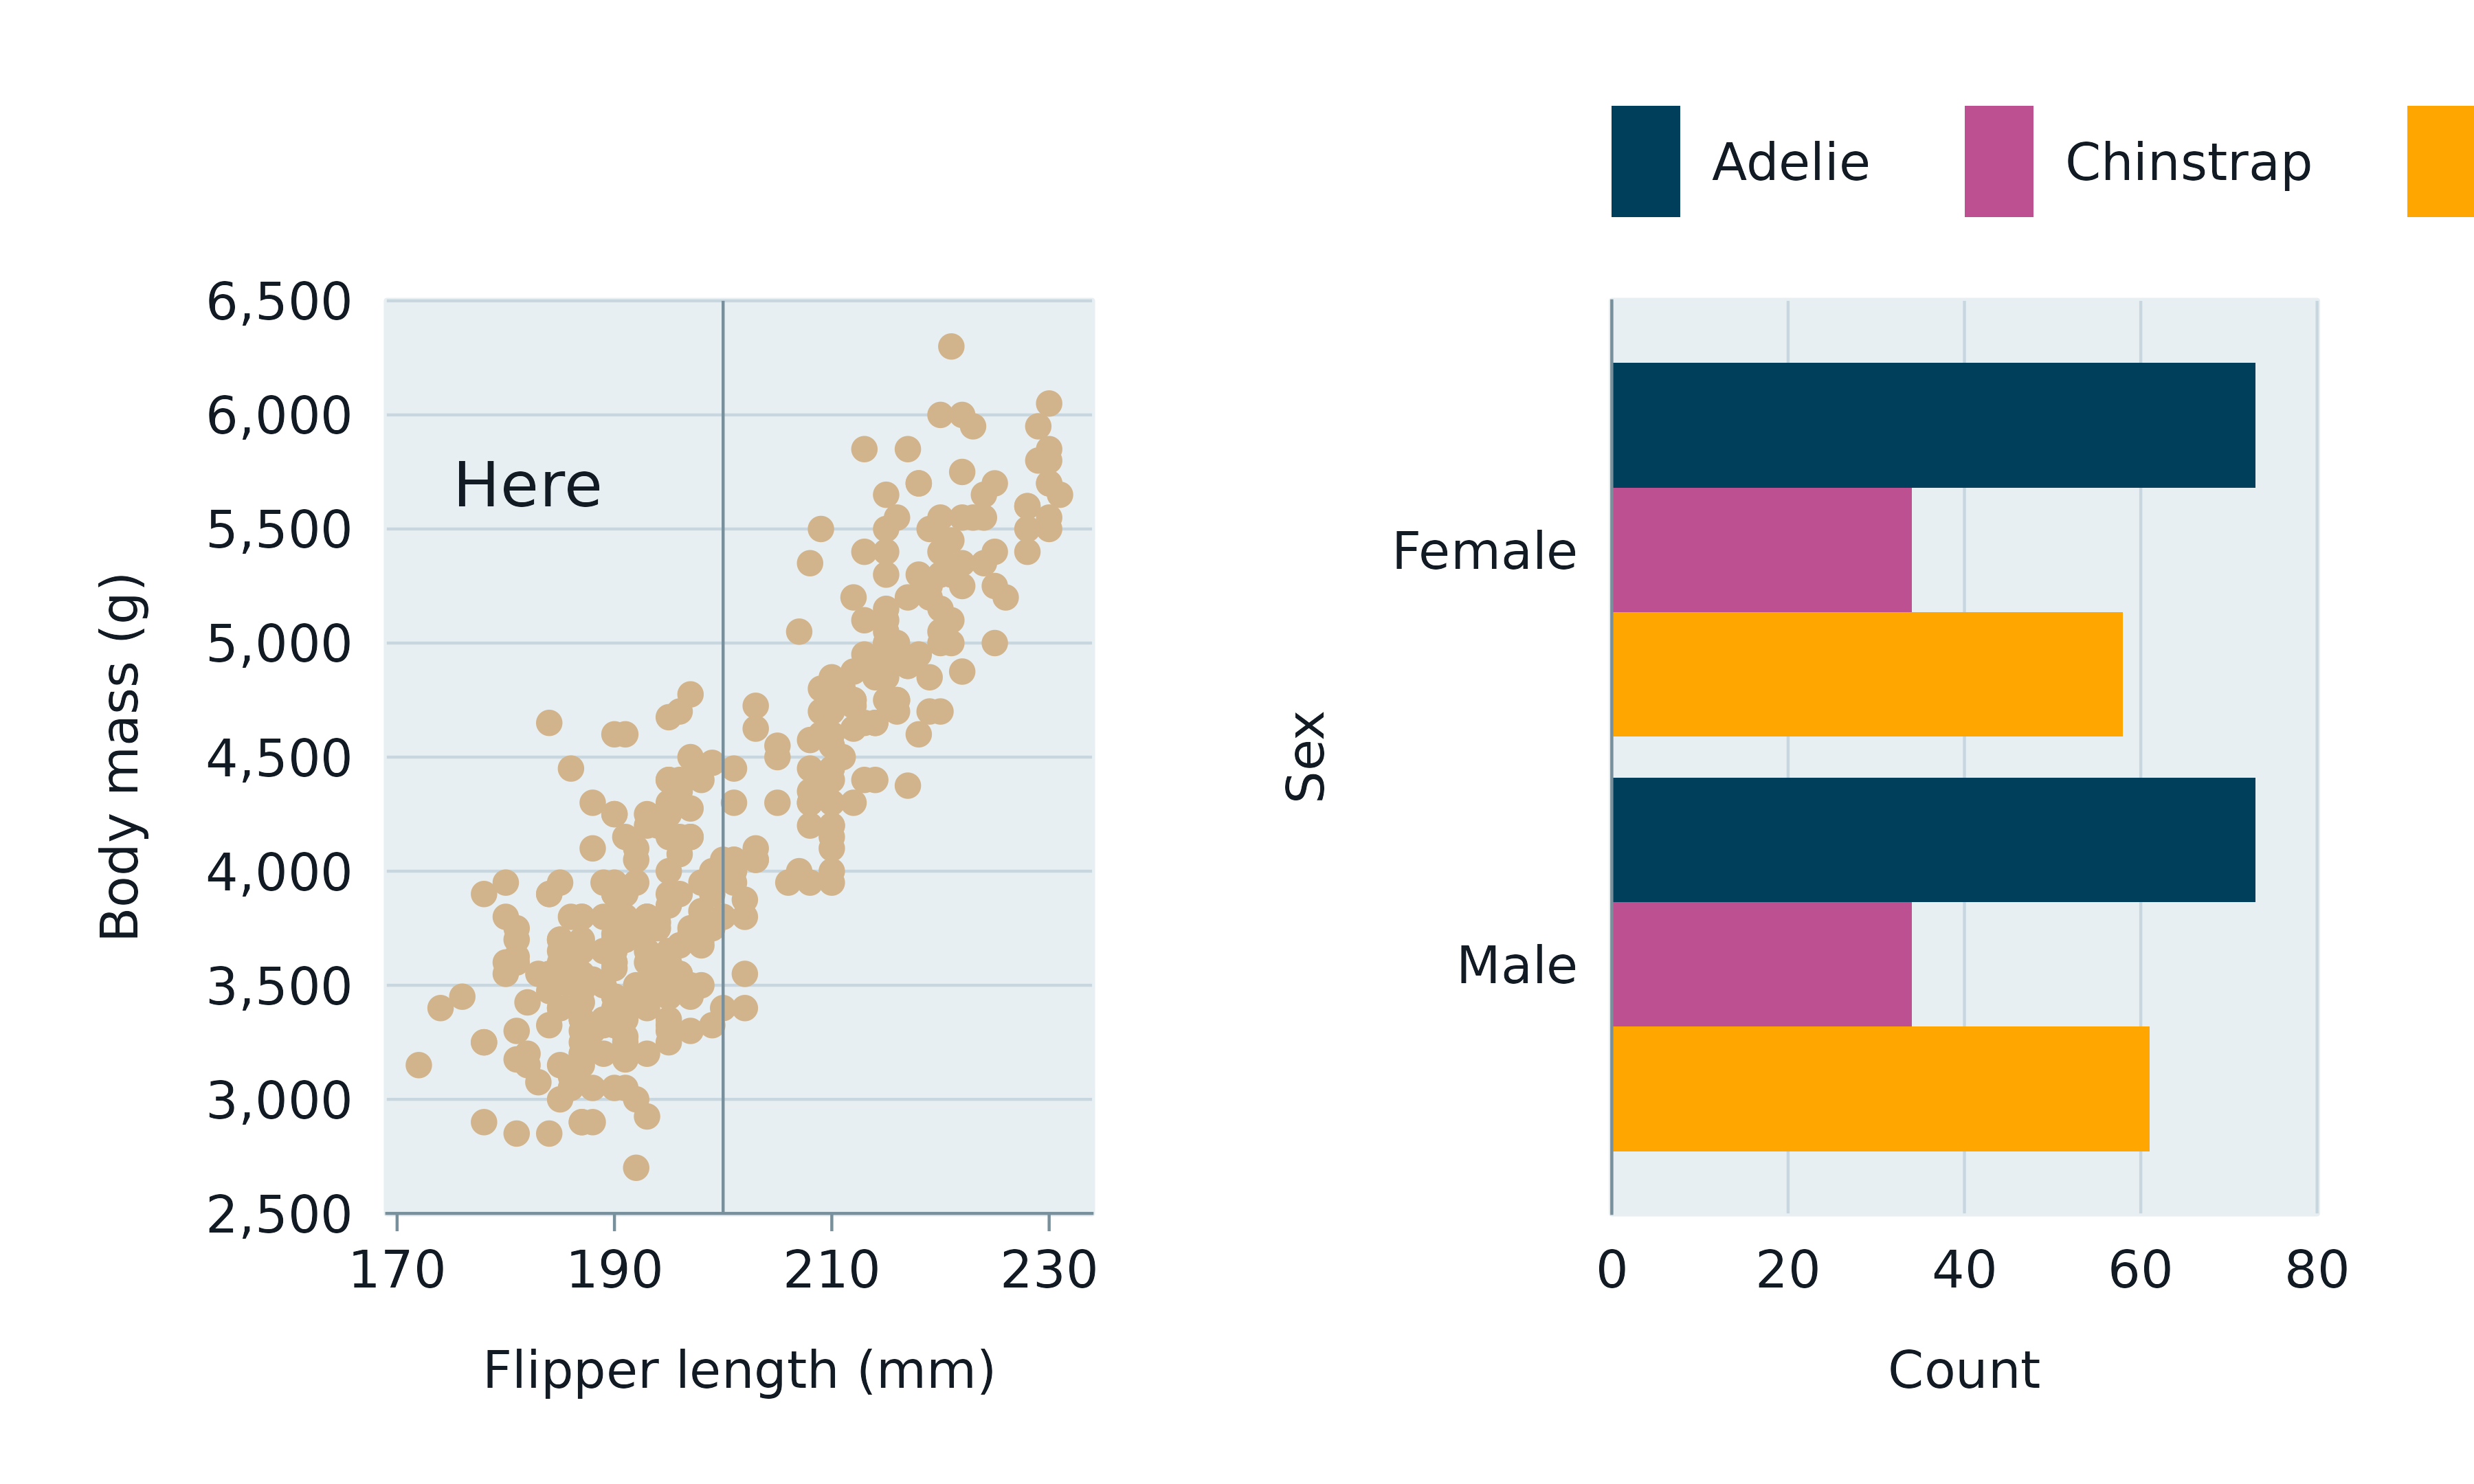 Adelie Chinstrap
6,500
6,000
5,500
5,000
4,500
4,000
3,500
3,000
2,500
Here
Body mass (g)
170 190 210 230
Flipper length (mm)
Sex
Female
Male
0 20 40 60 80
Count